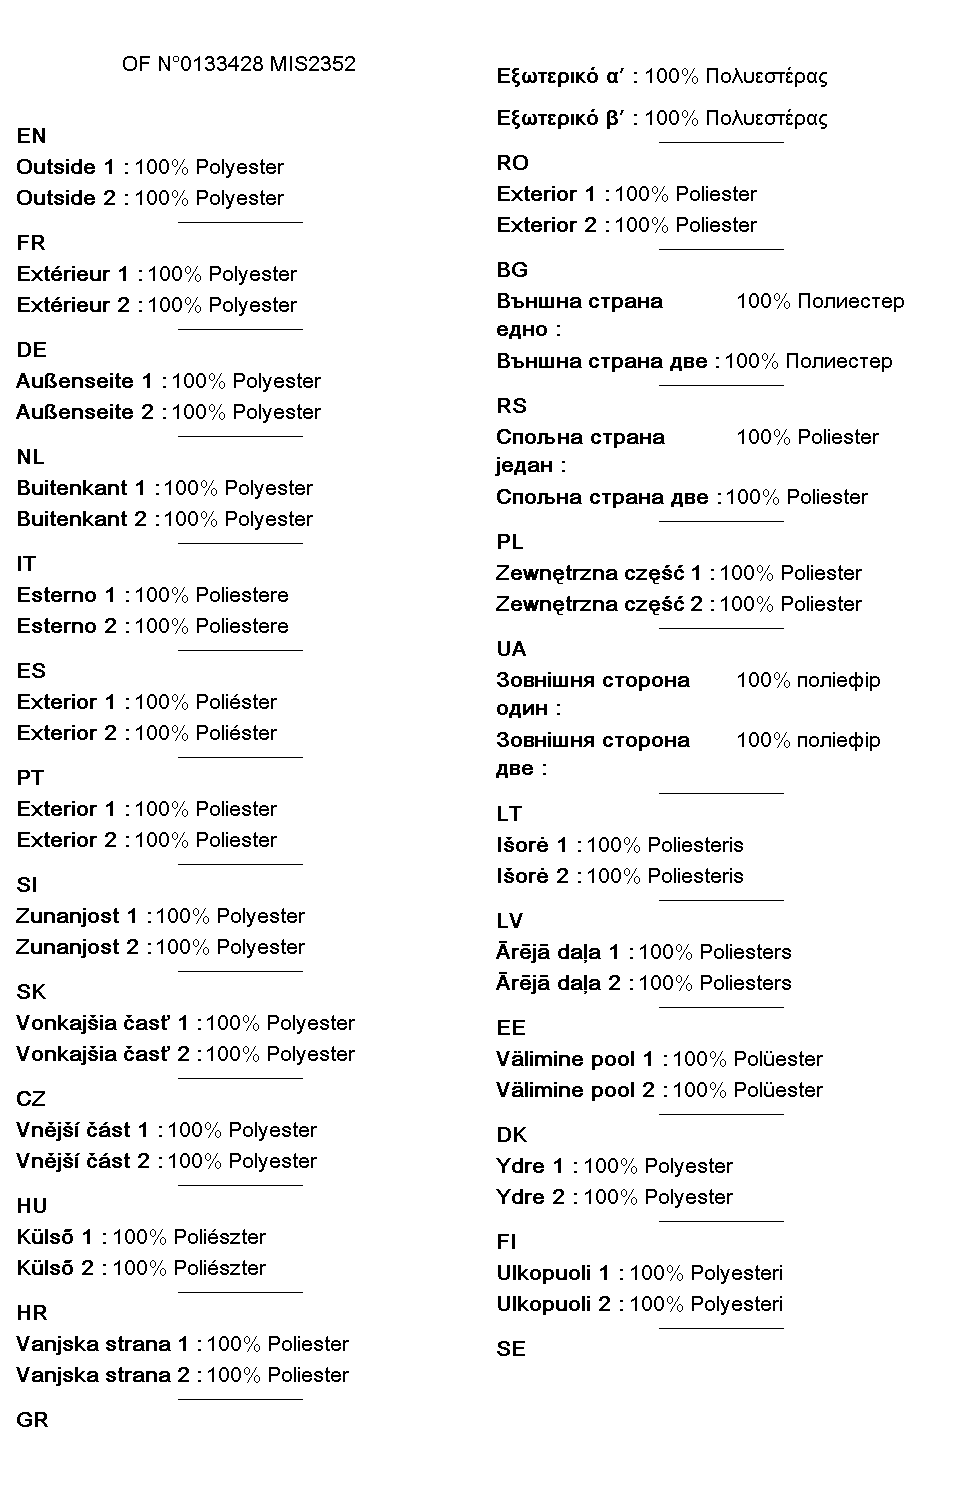 OF N°0133428 MIS2352
EN
Outside 1 : 100% Polyester
Outside 2 : 100% Polyester
FR
Extérieur 1 : 100% Polyester
Extérieur 2 : 100% Polyester
DE
Außenseite 1 : 100% Polyester
Außenseite 2 : 100% Polyester
NL
Buitenkant 1 : 100% Polyester
Buitenkant 2 : 100% Polyester
IT
Esterno 1 : 100% Poliestere
Esterno 2 : 100% Poliestere
ES
Exterior 1 : 100% Poliéster
Exterior 2 : 100% Poliéster
PT
Exterior 1 : 100% Poliester
Exterior 2 : 100% Poliester
SI
Zunanjost 1 : 100% Polyester
Zunanjost 2 : 100% Polyester
SK
Vonkajšia časť 1 : 100% Polyester
Vonkajšia časť 2 : 100% Polyester
CZ
Vnější část 1 : 100% Polyester
Vnější část 2 : 100% Polyester
HU
Külső 1 : 100% Poliészter
Külső 2 : 100% Poliészter
HR
Vanjska strana 1 : 100% Poliester
Vanjska strana 2 : 100% Poliester
GR
Εξωτερικό α’ : 100% Πολυεστέρας
Εξωτερικό β’ : 100% Πολυεστέρας
RO
Exterior 1 : 100% Poliester
Exterior 2 : 100% Poliester
BG
Външна страна 100% Полиестер
едно :
Външна страна две : 100% Полиестер
RS
Спољна страна 100% Poliester
један :
Спољна страна две : 100% Poliester
PL
Zewnętrzna część 1 : 100% Poliester
Zewnętrzna część 2 : 100% Poliester
UA
Зовнішня сторона 100% поліефір
один :
Зовнішня сторона 100% поліефір
две :
LT
Išorė 1 : 100% Poliesteris
Išorė 2 : 100% Poliesteris
LV
Ārējā daļa 1 : 100% Poliesters
Ārējā daļa 2 : 100% Poliesters
EE
Välimine pool 1 : 100% Polüester
Välimine pool 2 : 100% Polüester
DK
Ydre 1 : 100% Polyester
Ydre 2 : 100% Polyester
FI
Ulkopuoli 1 : 100% Polyesteri
Ulkopuoli 2 : 100% Polyesteri
SE